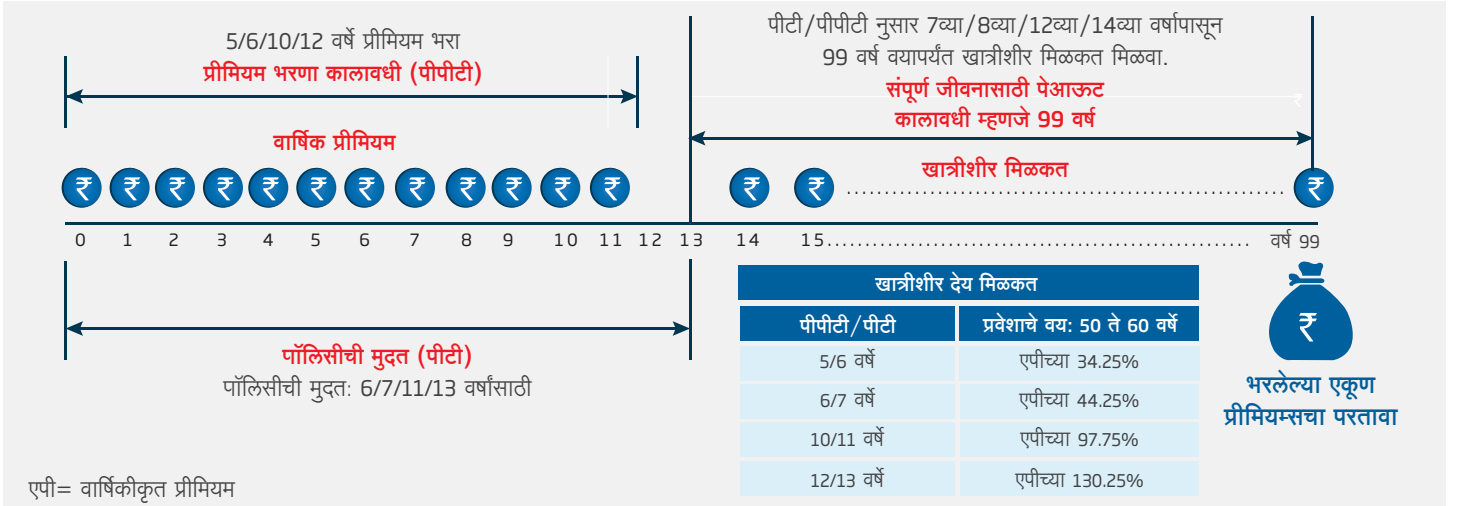 5/6/10/12 वर्षे प्रीमियम भरा
प्रीमियम भरणा कालावधी (पीपीटी)
पीटी/पीपीटी नुसार 7व्या/8व्या/12व्या/14व्या वर्षापासून
99 वर्ष वयापर्यंत खात्रीशीर मिळकत मिळवा.
संपूर्ण जीवनासाठी पेआऊट
कालावधी म्हणजे 99 वर्ष
वार्षिक प्रीमियम
खात्रीशीर मिळकत
₹ ₹ ₹ ₹ ₹ ₹ ₹ ₹ ₹ ₹ ₹ ₹ ₹ ₹ ₹
₹
0 1 2 3 4 5 6 7 8 9 10 11 12 13 14 15 वर्ष 99
पॉलिसीची मुदत (पीटी)
पॉलिसीची मुदत: 6/7/11/13 वर्षांसाठी
खात्रीशीर देय मिळकत
पीपीटी/पीटी प्रवेशाचे वय: 50 ते 60 वर्षे
5/6 वर्षे एपीच्या 34.25%
6/7 वर्षे एपीच्या 44.25%
10/11 वर्षे एपीच्या 97.75%
12/13 वर्षे एपीच्या 130.25%
₹
भरलेल्या एकूण
प्रीमियम्सचा परतावा
एपी= वार्षिकीकृत प्रीमियम